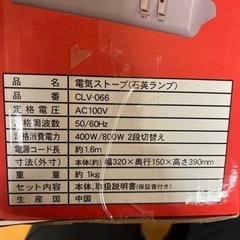 品名 電気ストーブ(石英ランプ)
型番 CLV-066
定格電圧 AC100V
定格周波数 50/60Hz
定格消費電力 400W/800W 2段切替え
電源コード長 約1.6m
寸法(外寸) 本体(約) 幅320×奥行150×高さ390mm
重量 約1kg
セット内容 本体、取扱説明書(保証書付き)
生産国 中国